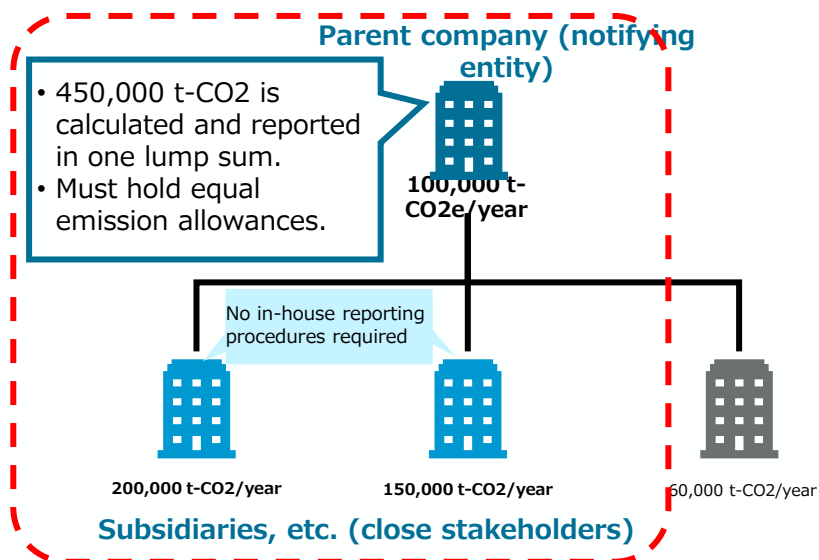 Parent company (notifying
entity)
• 450,000 t-CO2 is
calculated and reported
in one lump sum.
• Must hold equal
emission allowances.
100,000 t-
CO2e/year
No in-house reporting
procedures required
200,000 t-CO2/year
150,000 t-CO2/year
60,000 t-CO2/year
Subsidiaries, etc. (close stakeholders)